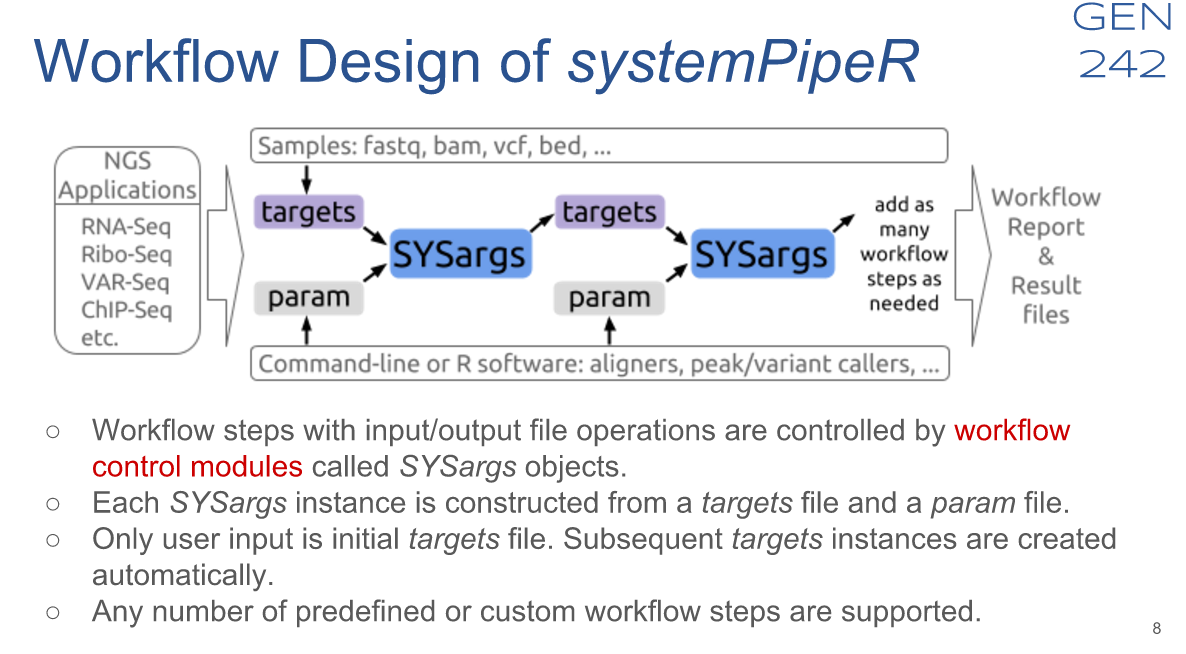 GEN
242
Workflow Design of systemPipeR
NGS
Applications
RNA-Seq
Ribo-Seq
VAR-Seq
ChIP-Seq
etc.
Samples: fastq, bam, vcf, bed, ...
targets
SYSargs
param
targets
SYSargs
param
add as
many
workflow
steps as
needed
Command-line or R software: aligners, peak/variant callers, ...
Workflow
Report
&
Result
files
○ Workflow steps with input/output file operations are controlled by workflow
control modules called SYSargs objects.
○ Each SYSargs instance is constructed from a targets file and a param file.
○ Only user input is initial targets file. Subsequent targets instances are created
automatically.
○ Any number of predefined or custom workflow steps are supported.
8